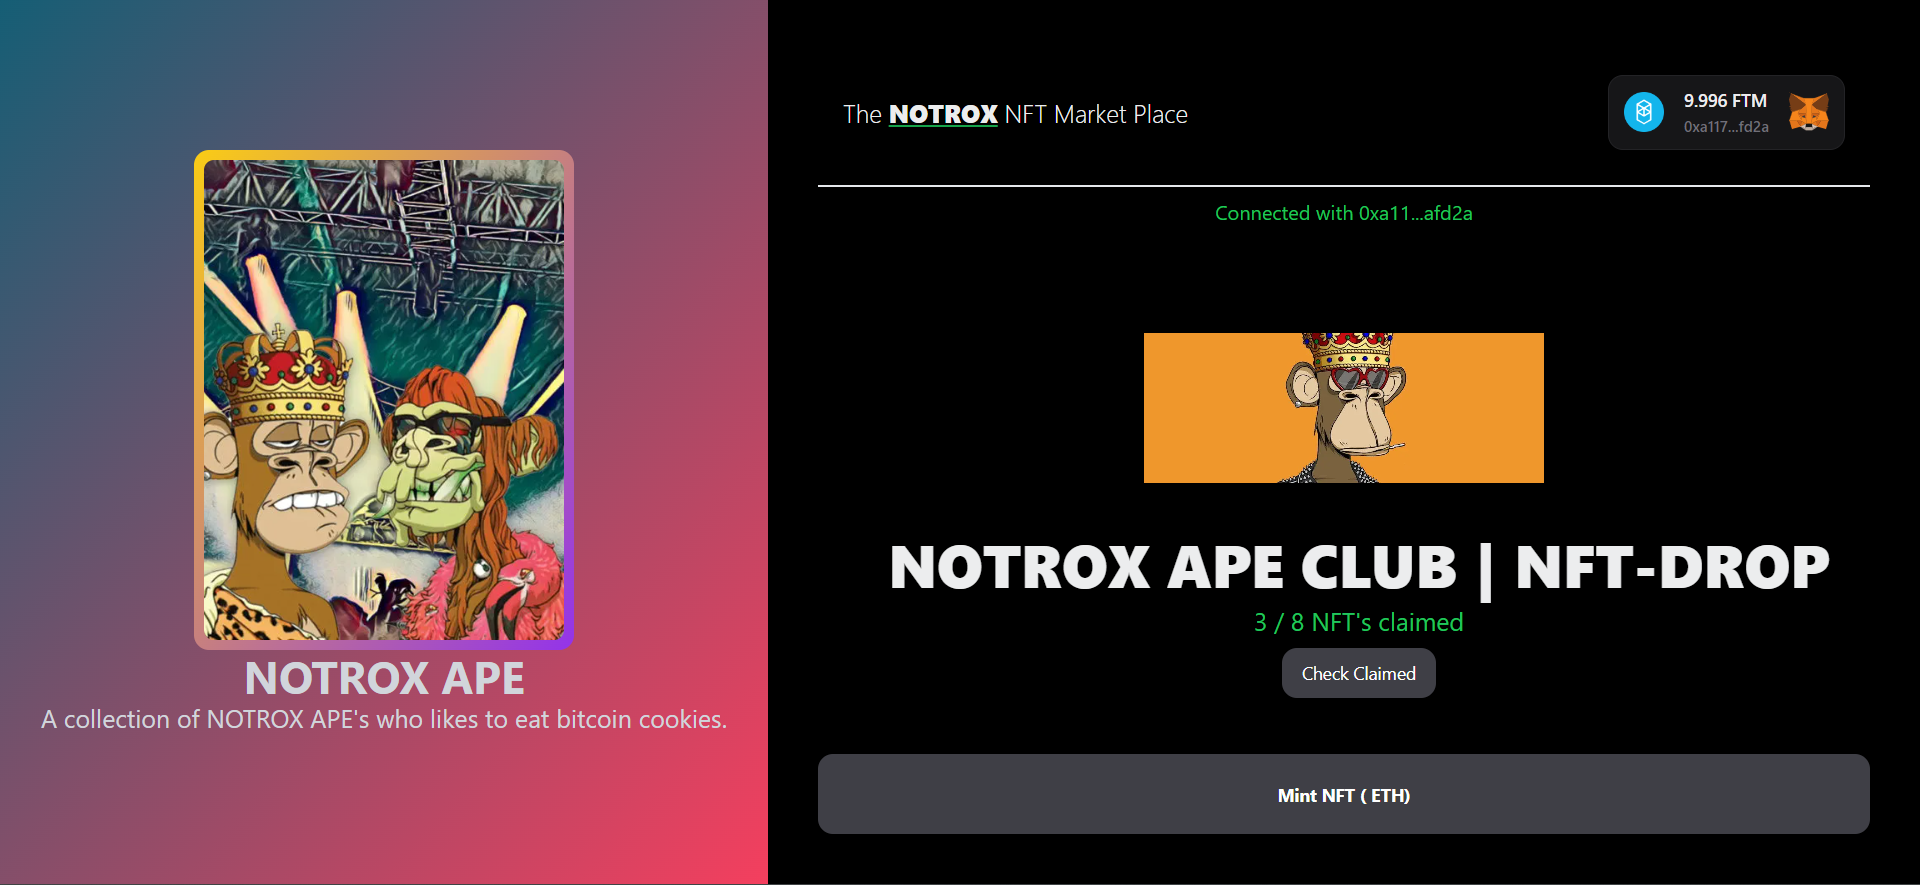 NOTROX APE
A collection of NOTROX APE's who likes to eat bitcoin cookies.
The NOTROX NFT Market Place
9.996 FTM
0xa117...fd2a
Connected with 0xa11...afd2a
NOTROX APE CLUB | NFT-DROP
3 / 8 NFT's claimed
Check Claimed
Mint NFT ( ETH)